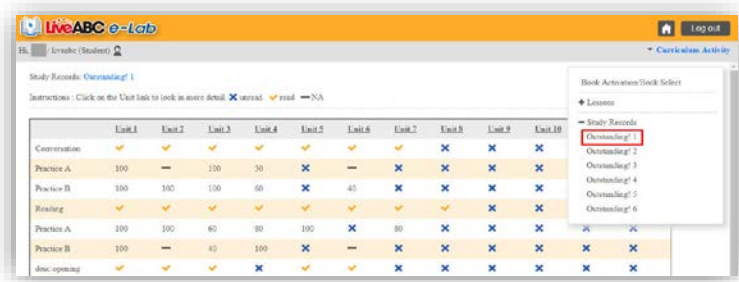 LiveABC e-Lab
Log out
Hi, / liveabc (Student)
Curriculum Activity
Study Records: Outstanding! 1
Instructions : Click on the Unit link to look in more detail. ✖ unread ✔ read —NA
Book Activation/Book Select
+ Lessons
− Study Records
Outstanding! 1
Outstanding! 2
Outstanding! 3
Outstanding! 4
Outstanding! 5
Outstanding! 6
Unit 1 Unit 2 Unit 3 Unit 4 Unit 5 Unit 6 Unit 7 Unit 8 Unit 9 Unit 10
Conversation ✔ ✔ ✔ ✔ ✔ ✔ ✔ ✖ ✖ ✖
Practice A 100 — 100 50 ✖ — ✖ ✖ ✖ ✖
Practice B 100 100 100 60 ✖ 40 ✖ ✖ ✖ ✖
Reading ✔ ✔ ✔ ✔ ✔ ✔ ✔ ✔ ✖ ✖
Practice A 100 100 60 80 100 ✖ 80 ✖ ✖ ✖ ✖ ✖
Practice B 100 — 40 100 ✖ — ✖ ✖ ✖ ✖ ✖ ✖
✔ ✔ ✔ ✖ ✔ ✔ ✖ ✖ ✖ ✖ ✖ ✖